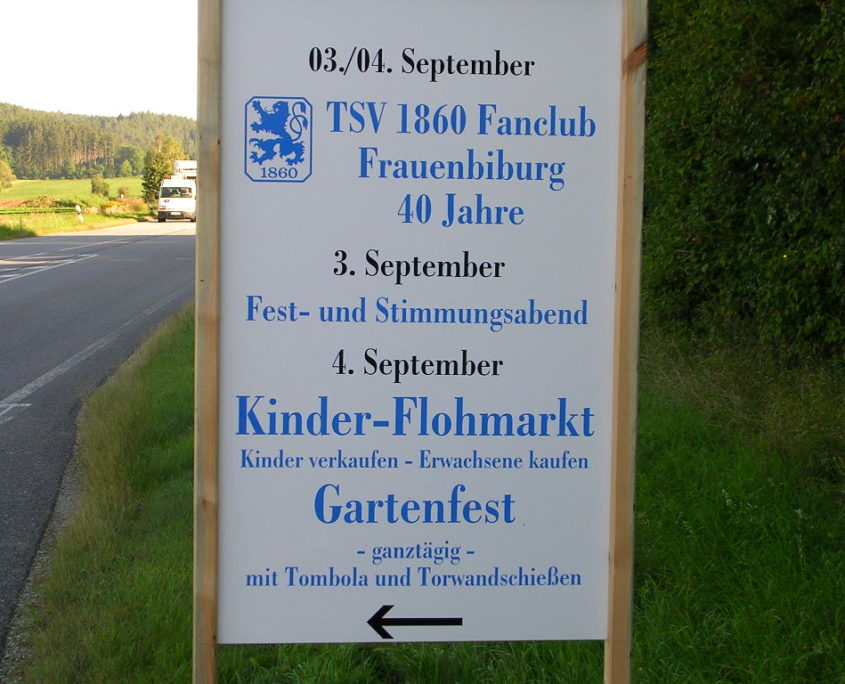 03./04. September
TSV 1860 Fanclub
1860
Frauenbiburg
40 Jahre
3. September
Fest- und Stimmungsabend
4. September
Kinder-Flohmarkt
Kinder verkaufen - Erwachsene kaufen
Gartenfest
- ganztägig -
mit Tombola und Torwandschießen